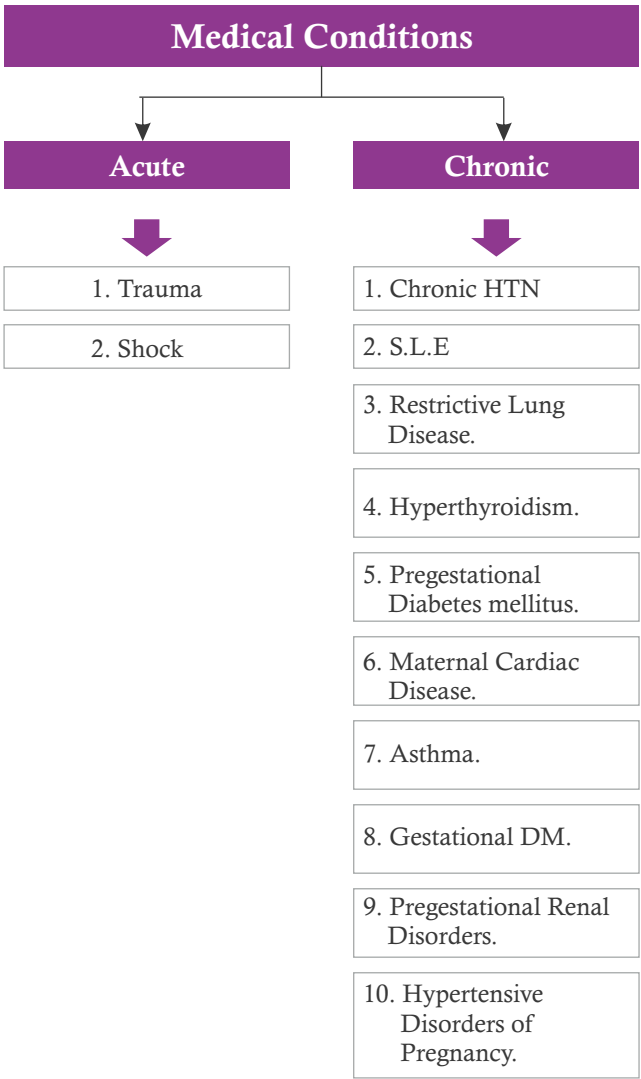 Medical Conditions
Acute
1. Trauma
2. Shock
Chronic
1. Chronic HTN
2. S.L.E
3. Restrictive Lung
Disease.
4. Hyperthyroidism.
5. Pregestational
Diabetes mellitus.
6. Maternal Cardiac
Disease.
7. Asthma.
8. Gestational DM.
9. Pregestational Renal
Disorders.
10. Hypertensive
Disorders of
Pregnancy.